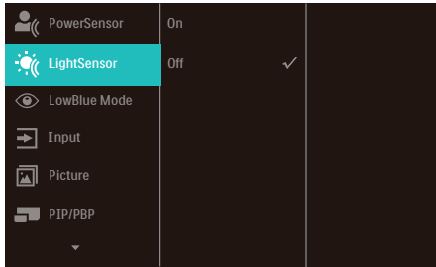 PowerSensor
On
LightSensor
Off
LowBlue Mode
Input
Picture
PIP/PBP